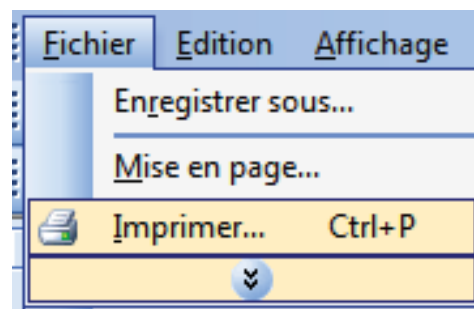 Fichier Edition Affichage
Enregistrer sous...
Mise en page...
Imprimer... Ctrl+P